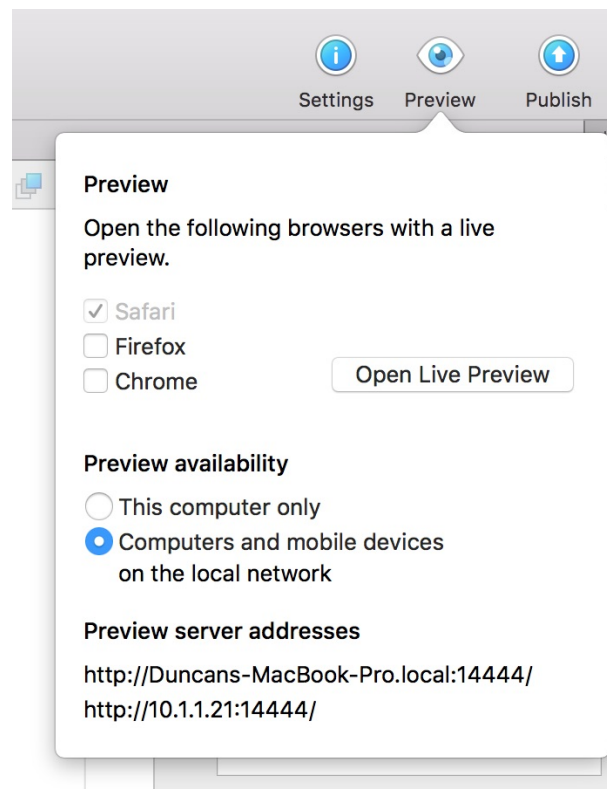 Settings Preview Publish
Preview
Open the following browsers with a live
preview.
Safari
Firefox
Chrome
Open Live Preview
Preview availability
This computer only
Computers and mobile devices
on the local network
Preview server addresses
http://Duncans-MacBook-Pro.local:14444/
http://10.1.1.21:14444/